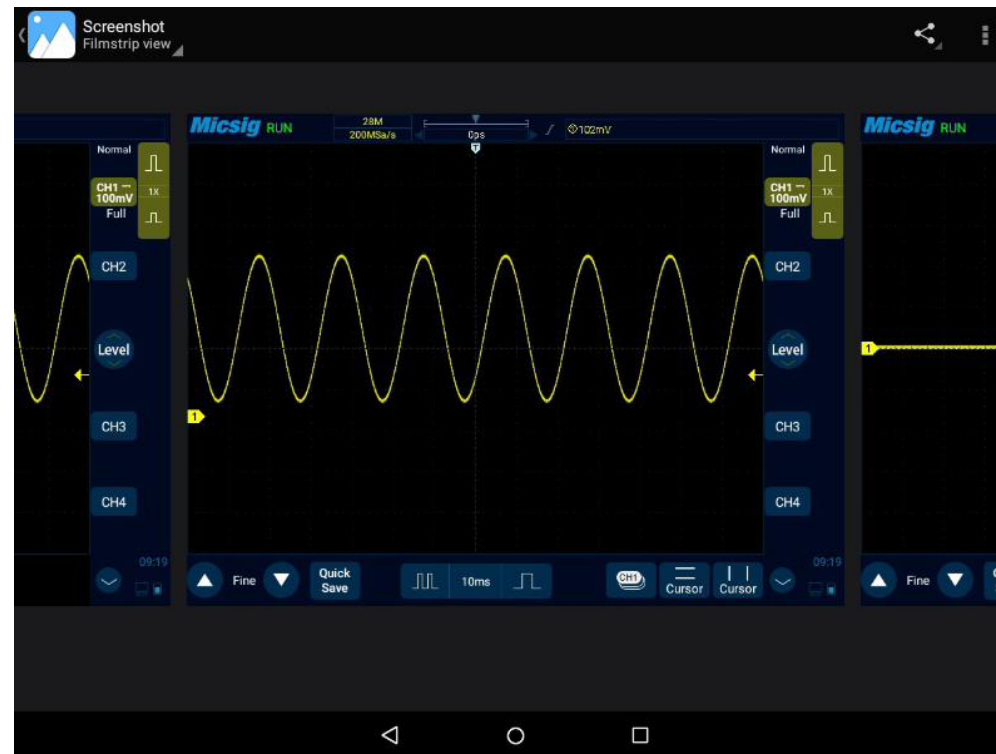 Screenshot
Filmstrip view
Micsig RUN
28M
200MSa/s
0ps
102mV
T
Micsig RUN
Normal
CH1
100mV
Full
1X
CH2
Level
CH3
CH4
09:19
Normal
CH1
100mV
Full
1X
CH2
Level
CH3
CH4
09:19
1
1
Fine
Quick
Save
10ms
CH1
Cursor
Cursor
Fine